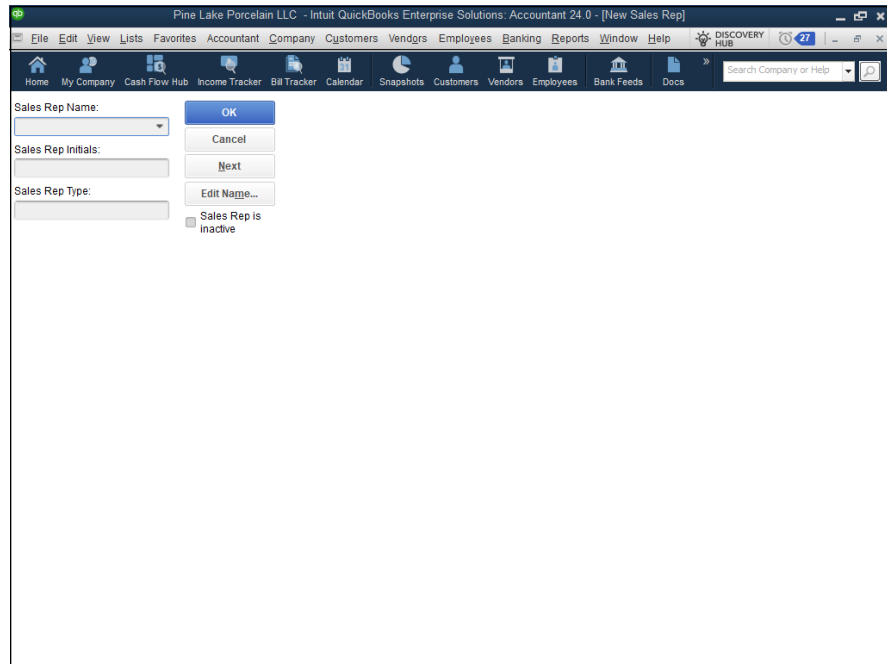 qb
Pine Lake Porcelain LLC - Intuit QuickBooks Enterprise Solutions: Accountant 24.0 - [New Sales Rep]
File Edit View Lists Favorites Accountant Company Customers Vendors Employees Banking Reports Window Help DISCOVERY HUB 27
31
Home My Company Cash Flow Hub Income Tracker Bill Tracker Calendar Snapshots Customers Vendors Employees Bank Feeds Docs » Search Company or Help
Sales Rep Name:
OK
Cancel
Sales Rep Initials:
Next
Sales Rep Type:
Edit Name...
Sales Rep is
inactive